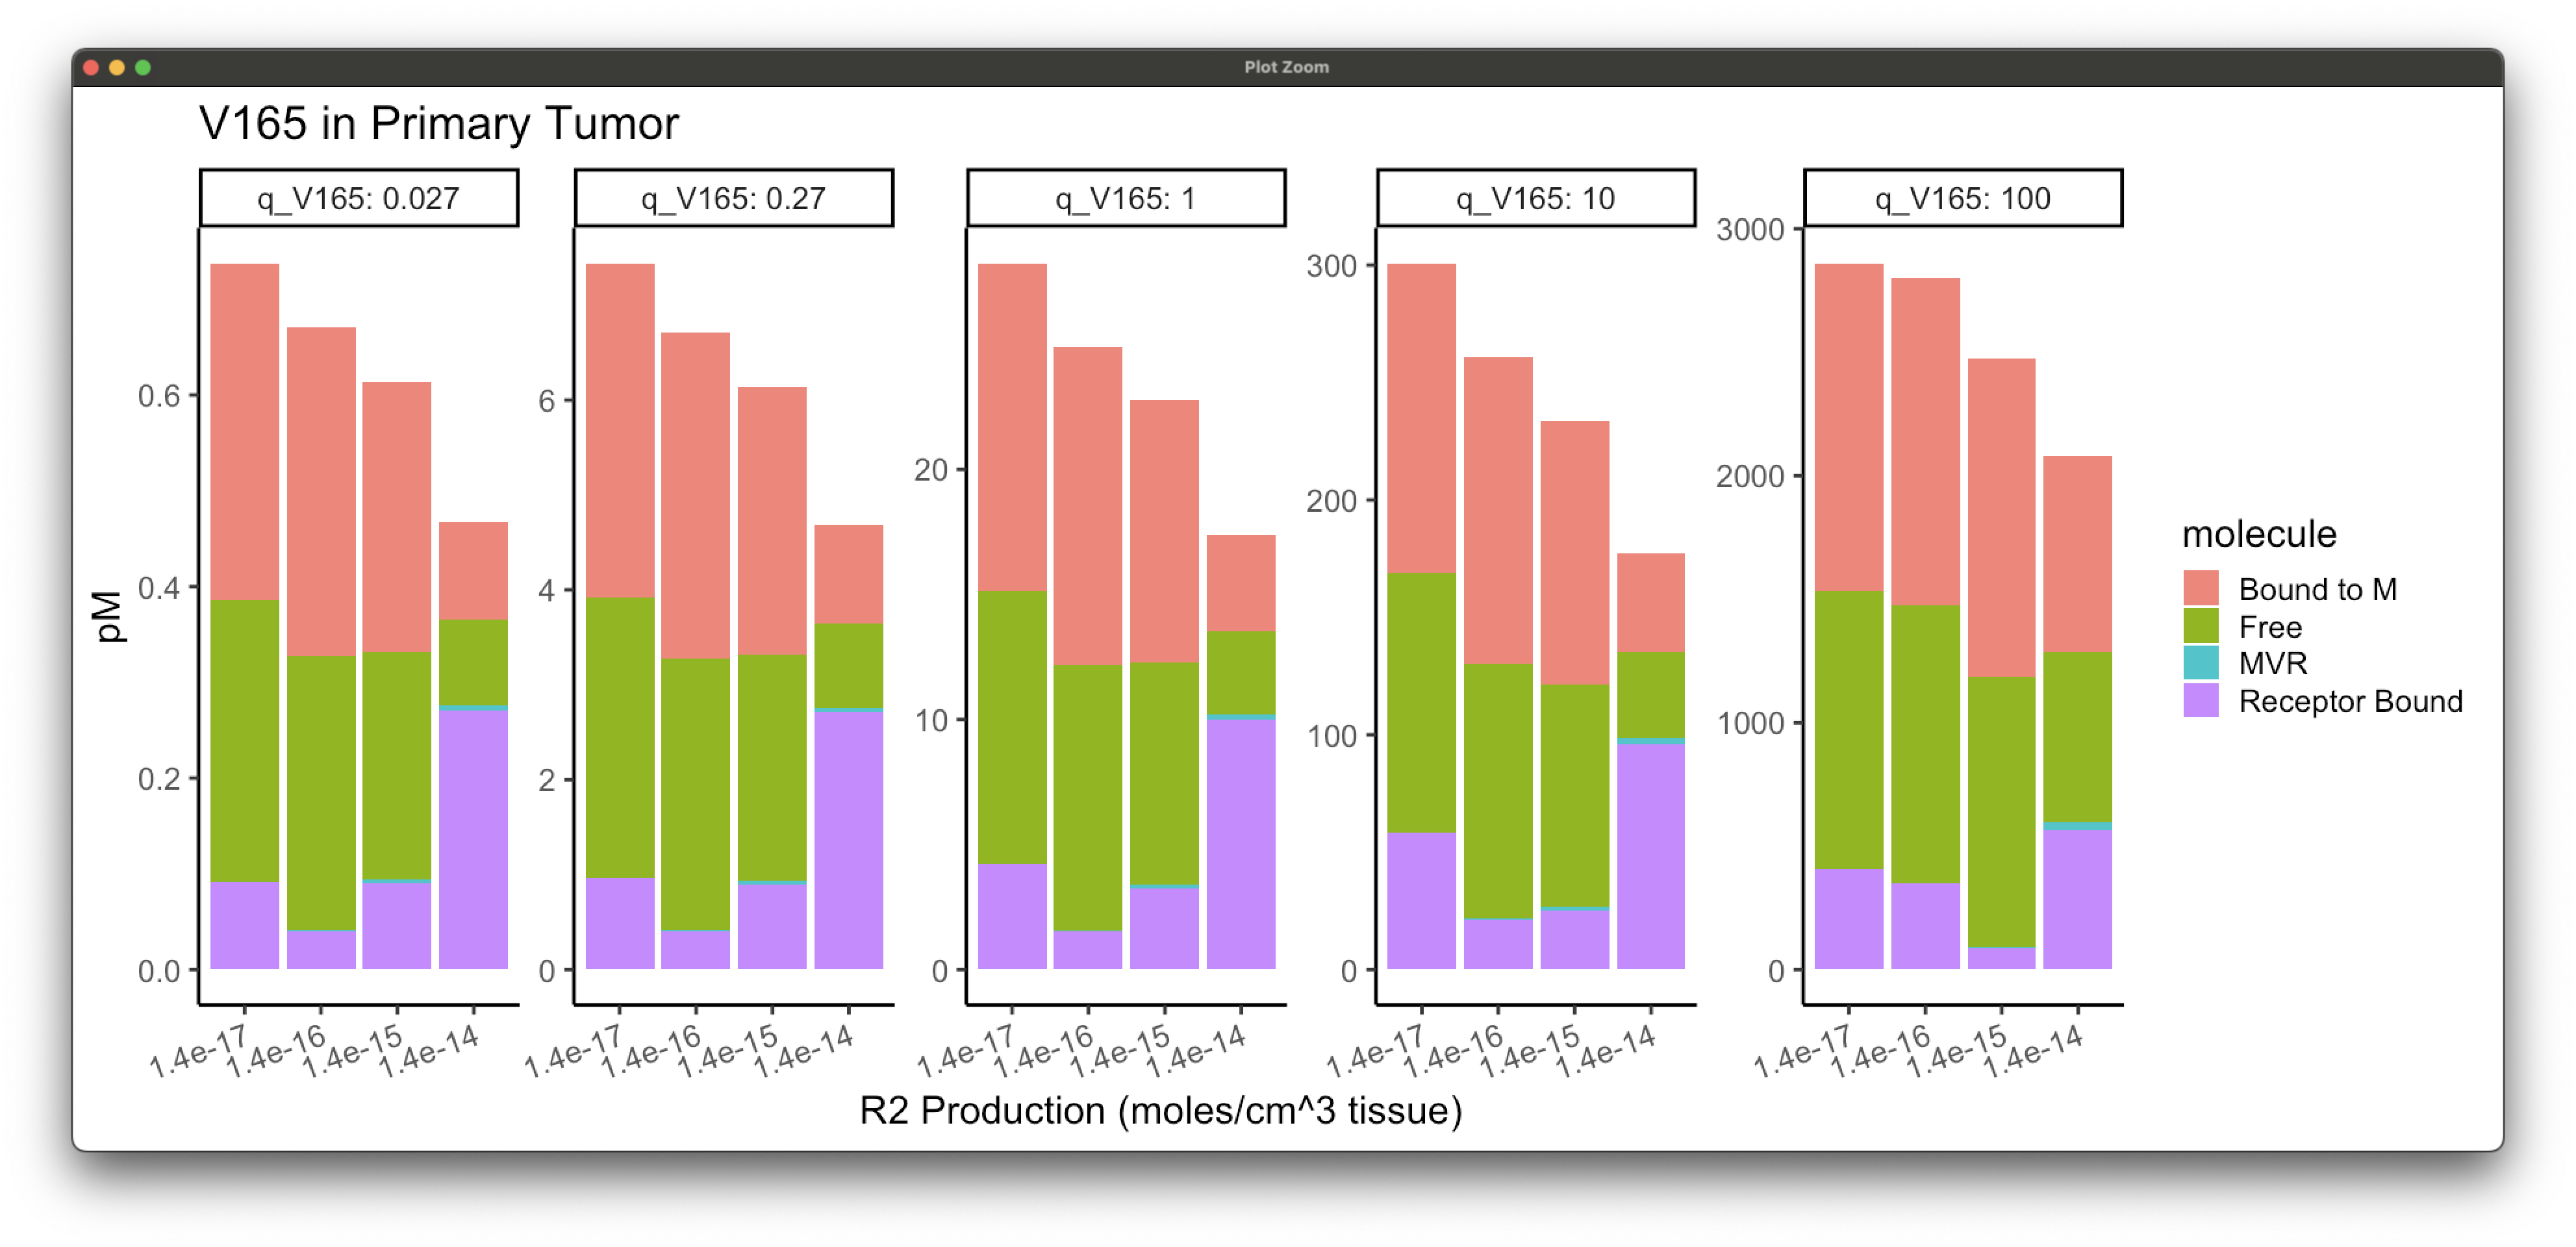 Plot Zoom
V165 in Primary Tumor
q_V165: 0.027
q_V165: 0.27
q_V165: 1
q_V165: 10
q_V165: 100
pM
0.6
0.4
0.2
0.0
6
4
2
0
20
10
0
300
200
100
0
3000
2000
1000
0
1.4e-17
1.4e-16
1.4e-15
1.4e-14
1.4e-17
1.4e-16
1.4e-15
1.4e-14
1.4e-17
1.4e-16
1.4e-15
1.4e-14
1.4e-17
1.4e-16
1.4e-15
1.4e-14
1.4e-17
1.4e-16
1.4e-15
1.4e-14
R2 Production (moles/cm^3 tissue)
molecule
Bound to M
Free
MVR
Receptor Bound